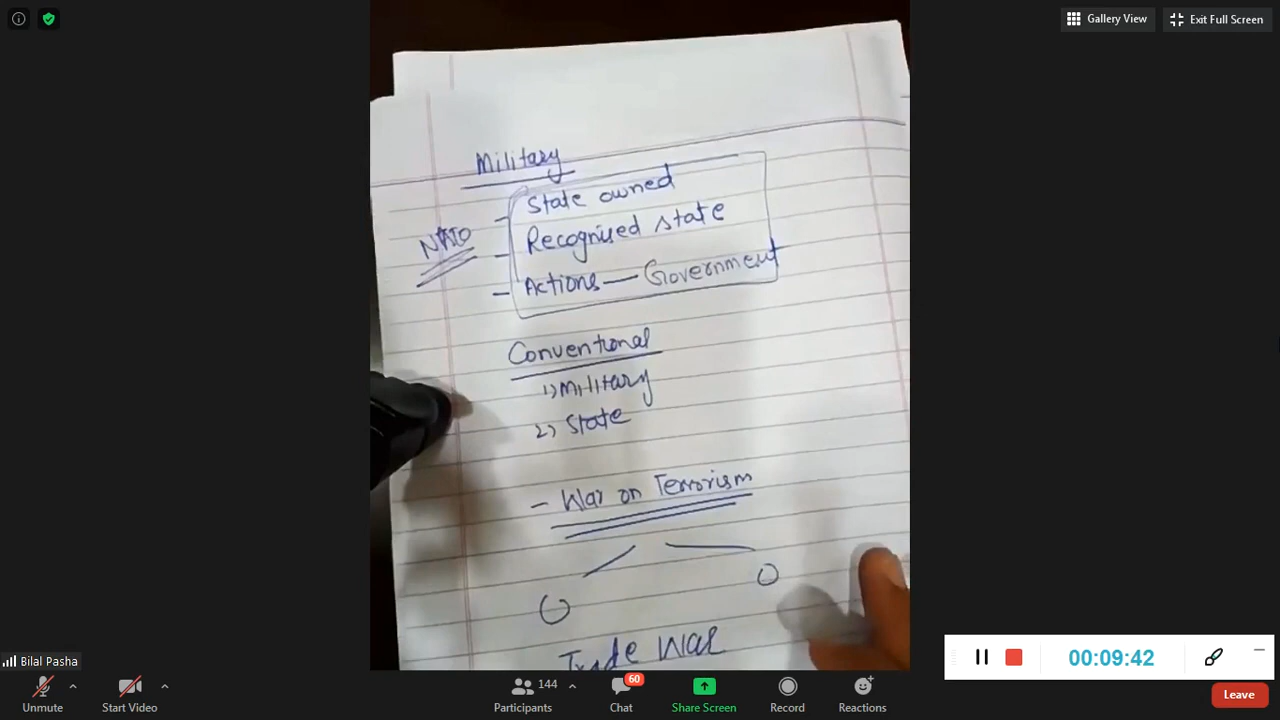 Gallery View
Exit Full Screen
Military
State owned
NATO
Recognised state
Actions — Government
Conventional
1) Military
2) State
- War on Terrorism
Trade War
Bilal Pasha
00:09:42
Unmute
Start Video
Participants
144
Chat
60
Share Screen
Record
Reactions
Leave